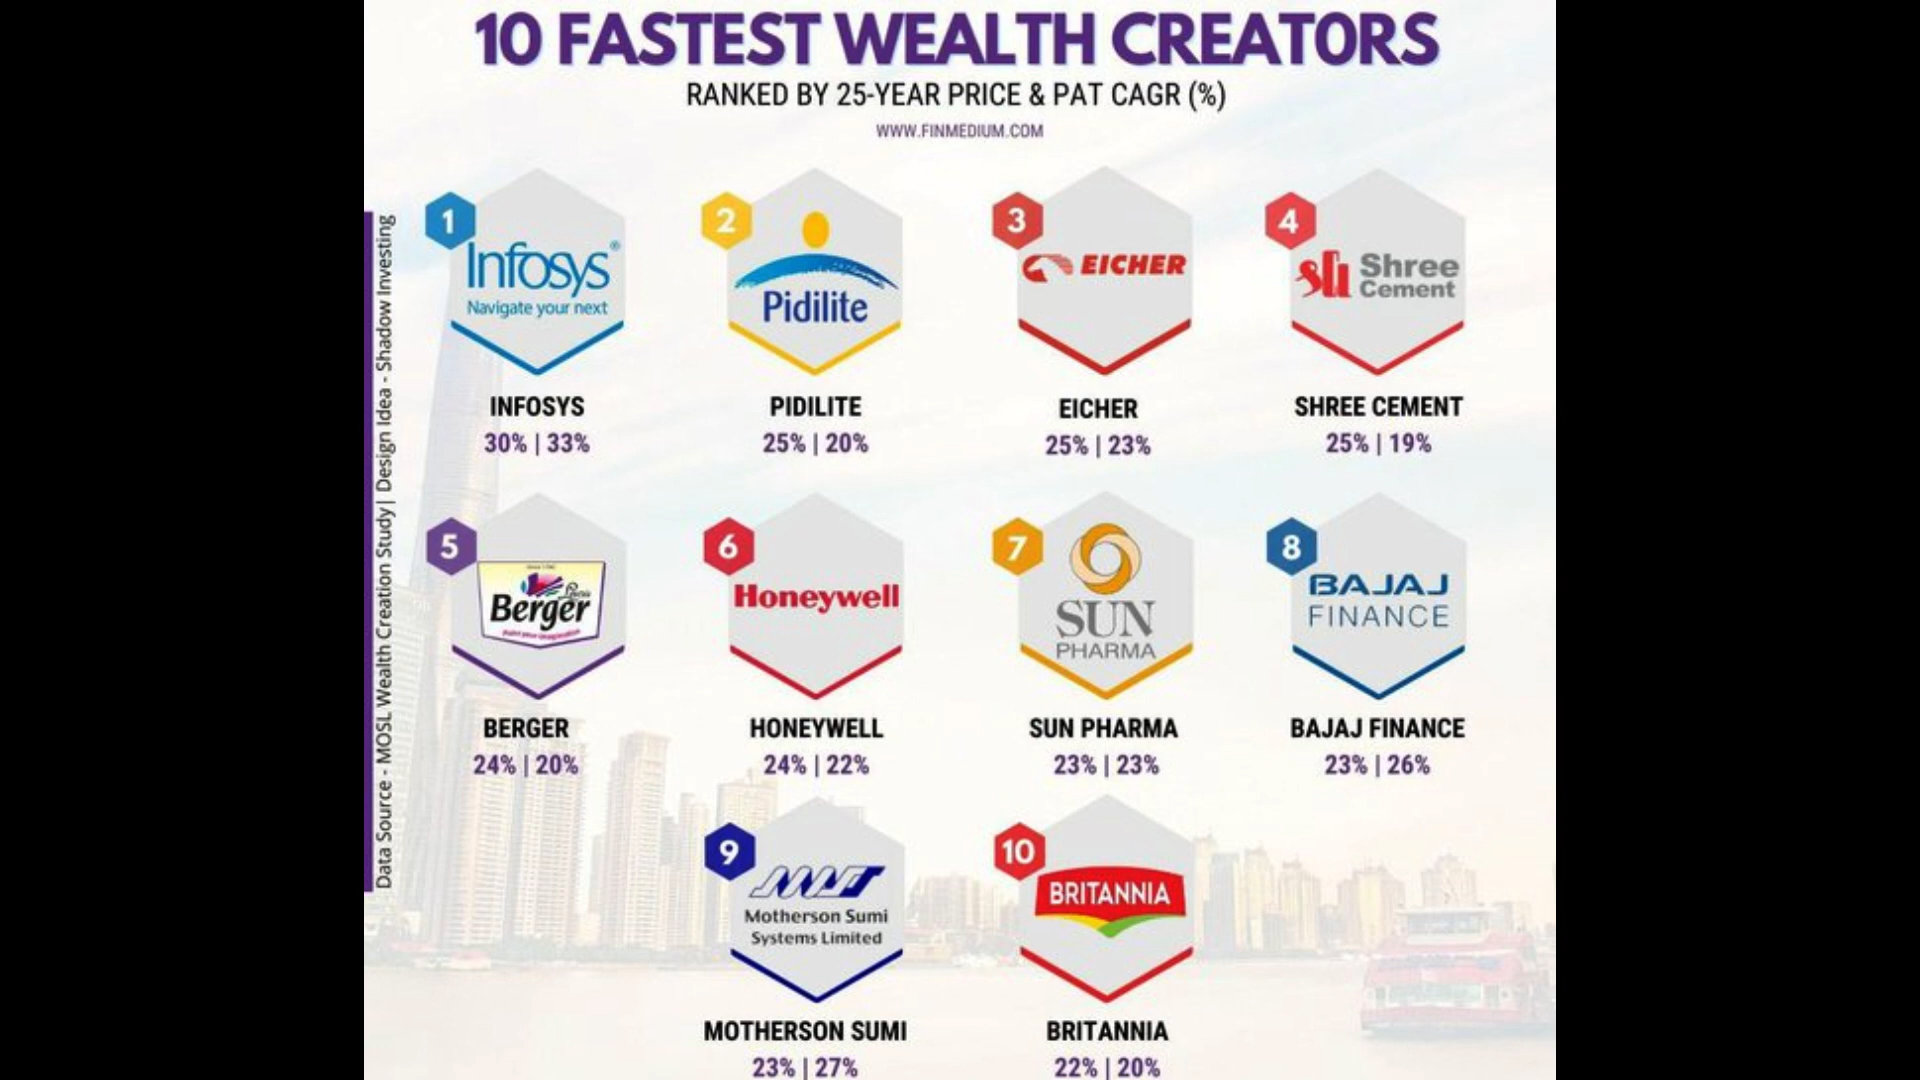 10 FASTEST WEALTH CREATORS
RANKED BY 25-YEAR PRICE & PAT CAGR (%)
WWW.FINMEDIUM.COM
Data Source - MOSL Wealth Creation Study| Design Idea - Shadow Investing
1
Infosys®
Navigate your next
INFOSYS
30% | 33%
2
Pidilite
PIDILITE
25% | 20%
3
EICHER
EICHER
25% | 23%
4
Shree
Cement
SHREE CEMENT
25% | 19%
5
Berger
Paint your imagination
BERGER
24% | 20%
6
Honeywell
HONEYWELL
24% | 22%
7
SUN
PHARMA
SUN PHARMA
23% | 23%
8
BAJAJ
FINANCE
BAJAJ FINANCE
23% | 26%
9
Motherson Sumi
Systems Limited
MOTHERSON SUMI
23% | 27%
10
BRITANNIA
BRITANNIA
22% | 20%